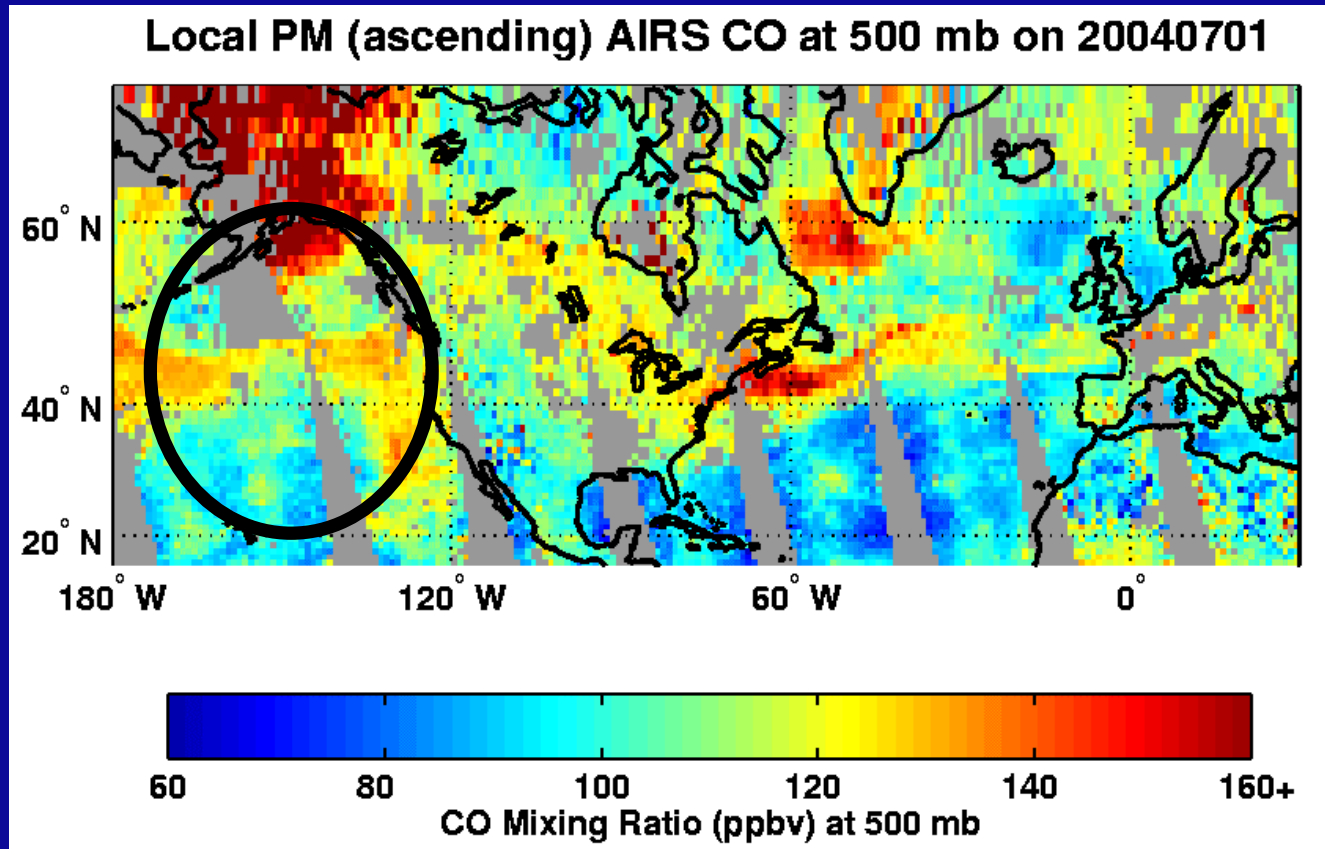 Local PM (ascending) AIRS CO at 500 mb on 20040701
60° N
40° N
20° N
180° W
120° W
60° W
0°
60
80
100
120
140
160+
CO Mixing Ratio (ppbv) at 500 mb